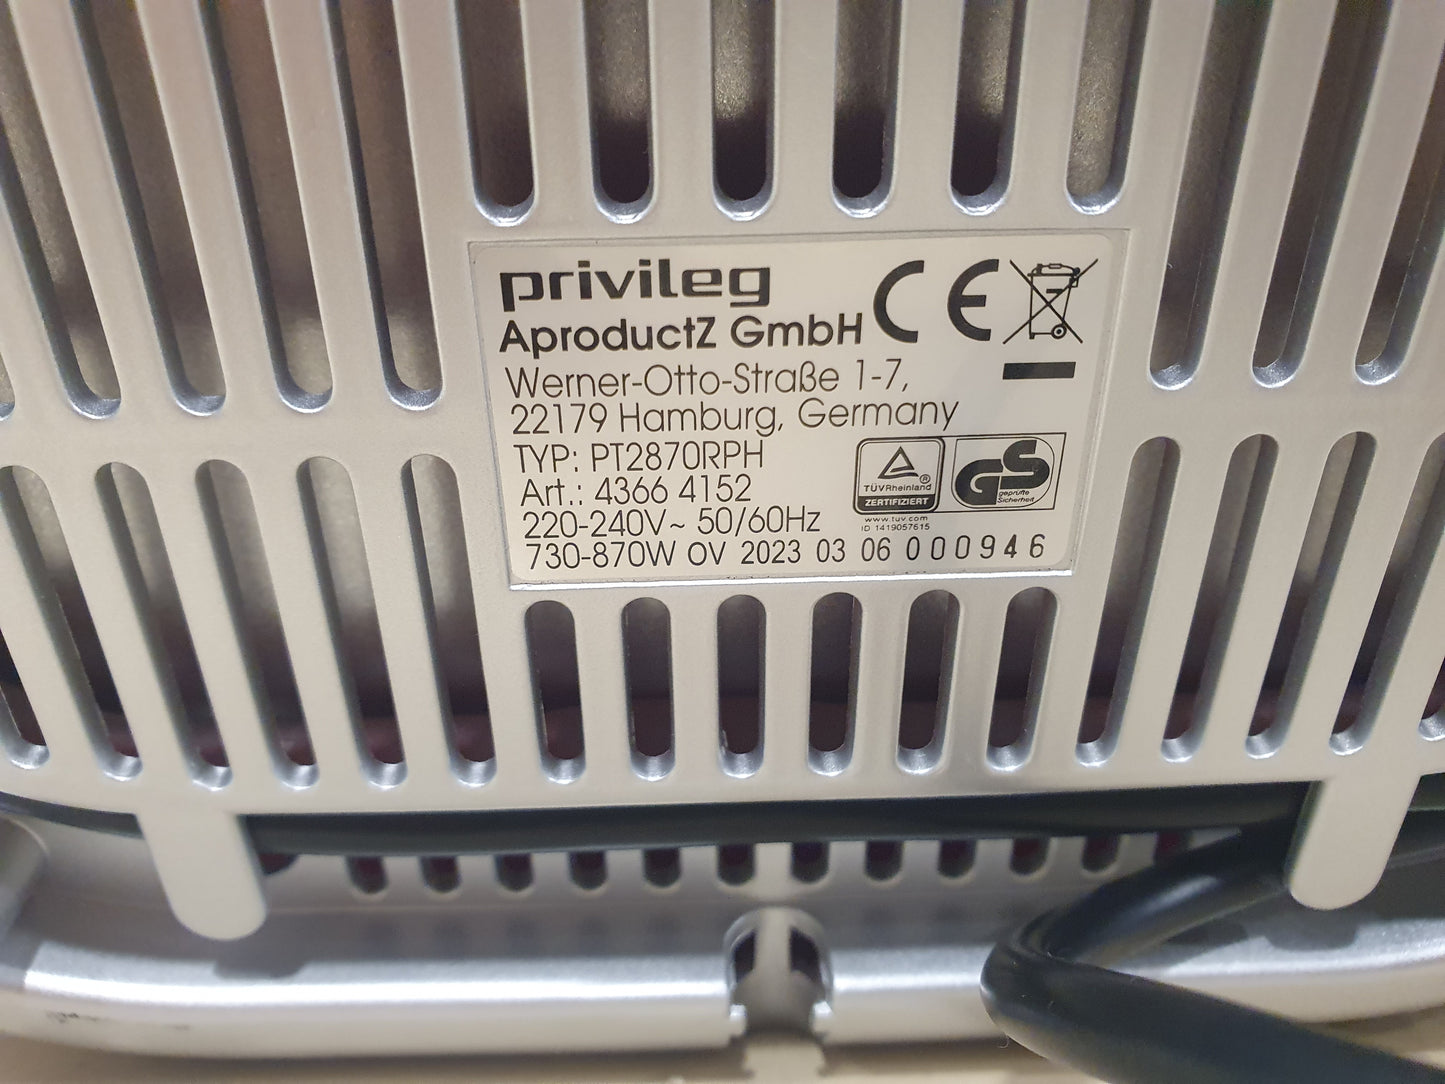 privileg
CE
AproductZ GmbH
Werner-Otto-Straße 1-7,
22179 Hamburg, Germany
TYP: PT2870RPH
Art.: 4366 4152
220-240V~ 50/60Hz
730-870W OV 2023 03 06 000946
TÜVRheinland
ZERTIFIZIERT
www.tuv.com
ID 1419057615
GS
geprüfte
Sicherheit